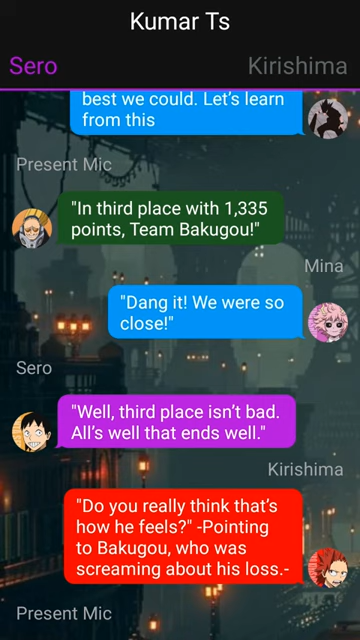 Kumar Ts
Sero
Kirishima
best we could. Let's learn
from this
Present Mic
"In third place with 1,335
points, Team Bakugou!"
Mina
"Dang it! We were so
close!"
Sero
"Well, third place isn't bad.
All's well that ends well."
Kirishima
"Do you really think that's
how he feels?" -Pointing
to Bakugou, who was
screaming about his loss.-
Present Mic